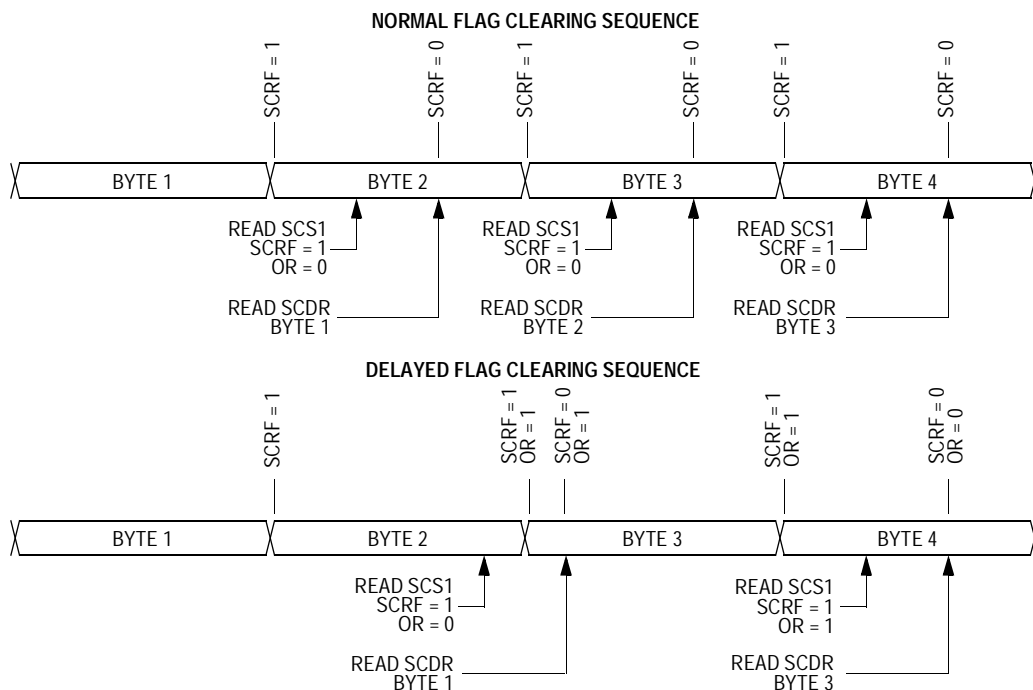 NORMAL FLAG CLEARING SEQUENCE
SCRF = 1
SCRF = 0
SCRF = 1
SCRF = 0
SCRF = 1
SCRF = 0
BYTE 1
BYTE 2
BYTE 3
BYTE 4
READ SCS1
SCRF = 1
OR = 0
READ SCDR
BYTE 1
READ SCS1
SCRF = 1
OR = 0
READ SCDR
BYTE 2
READ SCS1
SCRF = 1
OR = 0
READ SCDR
BYTE 3
DELAYED FLAG CLEARING SEQUENCE
SCRF = 1
SCRF = 1
OR = 1
SCRF = 0
OR = 1
SCRF = 1
OR = 1
SCRF = 0
OR = 0
BYTE 1
BYTE 2
BYTE 3
BYTE 4
READ SCS1
SCRF = 1
OR = 0
READ SCDR
BYTE 1
READ SCS1
SCRF = 1
OR = 1
READ SCDR
BYTE 3